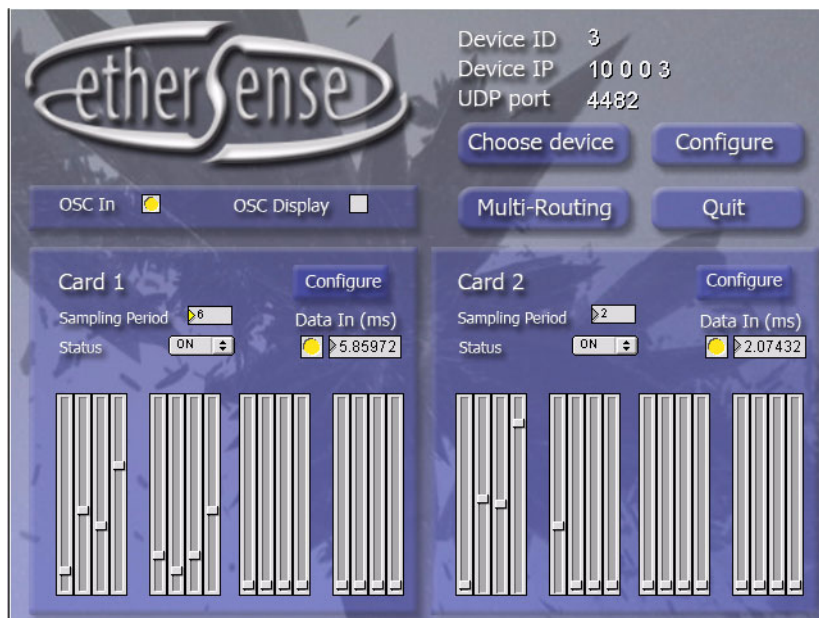 etherSense
Device ID 3
Device IP 10 0 0 3
UDP port 4482
Choose device
Configure
OSC In
OSC Display
Multi-Routing
Quit
Card 1
Configure
Sampling Period 6
Data In (ms)
Status ON
5.85972
Card 2
Configure
Sampling Period 2
Data In (ms)
Status ON
2.07432